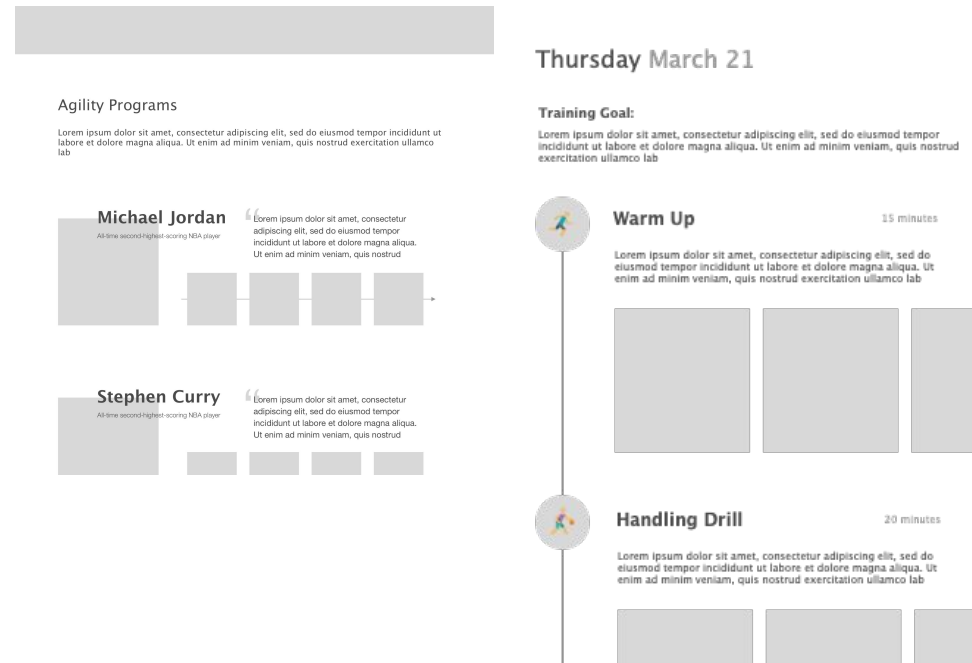 Agility Programs
Lorem ipsum dolor sit amet, consectetur adipiscing elit, sed do eiusmod tempor incididunt ut
labore et dolore magna aliqua. Ut enim ad minim veniam, quis nostrud exercitation ullamco
lab
Michael Jordan
All-time second-highest-scoring NBA player
“
Lorem ipsum dolor sit amet, consectetur
adipiscing elit, sed do eiusmod tempor
incididunt ut labore et dolore magna aliqua.
Ut enim ad minim veniam, quis nostrud
Stephen Curry
All-time second-highest-scoring NBA player
“
Lorem ipsum dolor sit amet, consectetur
adipiscing elit, sed do eiusmod tempor
incididunt ut labore et dolore magna aliqua.
Ut enim ad minim veniam, quis nostrud
Thursday March 21
Training Goal:
Lorem ipsum dolor sit amet, consectetur adipiscing elit, sed do eiusmod tempor
incididunt ut labore et dolore magna aliqua. Ut enim ad minim veniam, quis nostrud
exercitation ullamco lab
Warm Up
15 minutes
Lorem ipsum dolor sit amet, consectetur adipiscing elit, sed do
eiusmod tempor incididunt ut labore et dolore magna aliqua. Ut
enim ad minim veniam, quis nostrud exercitation ullamco lab
Handling Drill
20 minutes
Lorem ipsum dolor sit amet, consectetur adipiscing elit, sed do
eiusmod tempor incididunt ut labore et dolore magna aliqua. Ut
enim ad minim veniam, quis nostrud exercitation ullamco lab